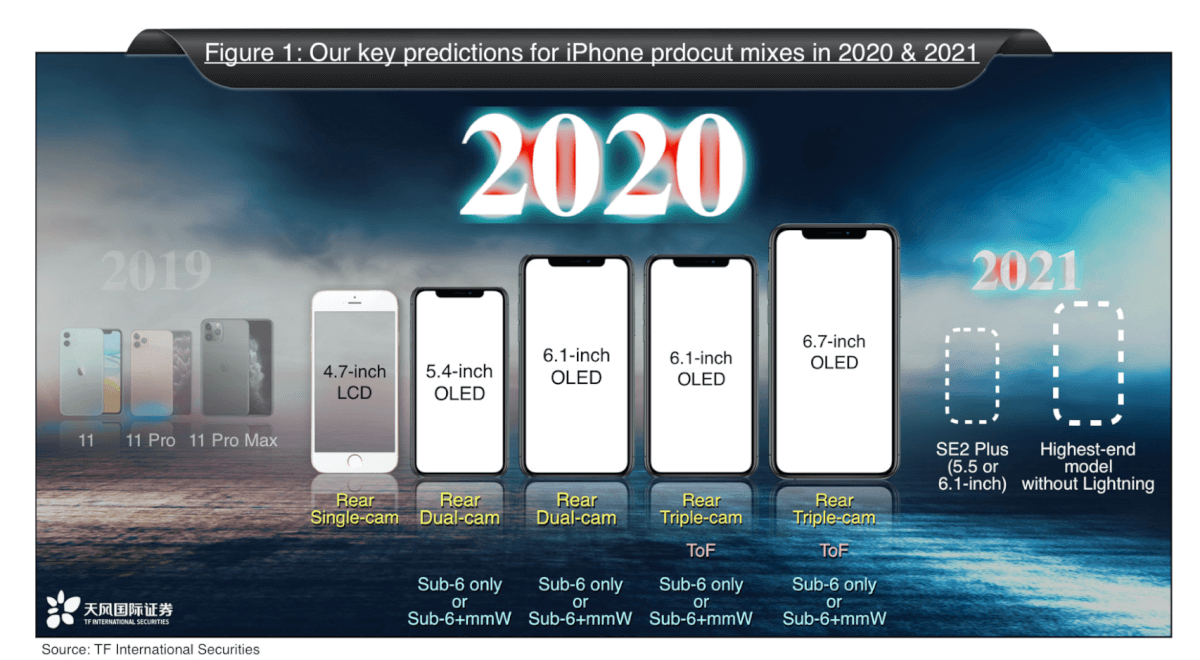 Figure 1: Our key predictions for iPhone prdocut mixes in 2020 & 2021
2020
2019
2021
11
11 Pro
11 Pro Max
4.7-inch
LCD
5.4-inch
OLED
6.1-inch
OLED
6.1-inch
OLED
6.7-inch
OLED
SE2 Plus
(5.5 or
6.1-inch)
Highest-end
model
without Lightning
Rear
Single-cam
Rear
Dual-cam
Rear
Dual-cam
Rear
Triple-cam
Rear
Triple-cam
ToF
ToF
Sub-6 only
or
Sub-6+mmW
Sub-6 only
or
Sub-6+mmW
Sub-6 only
or
Sub-6+mmW
Sub-6 only
or
Sub-6+mmW
天风国际证券
TF INTERNATIONAL SECURITIES
Source: TF International Securities